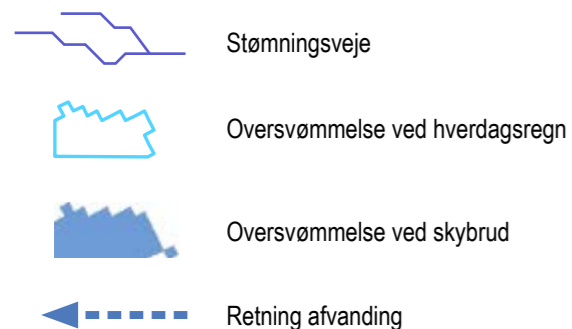 Stømningsveje
Oversvømmelse ved hverdagsregn
Oversvømmelse ved skybrud
Retning afvanding